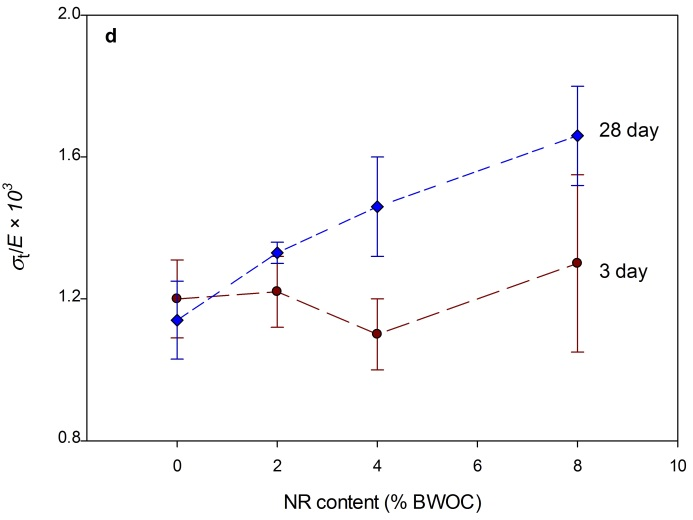 d
2.0
1.6
1.2
0.8
σt/E × 10³
28 day
3 day
0 2 4 6 8 10
NR content (% BWOC)